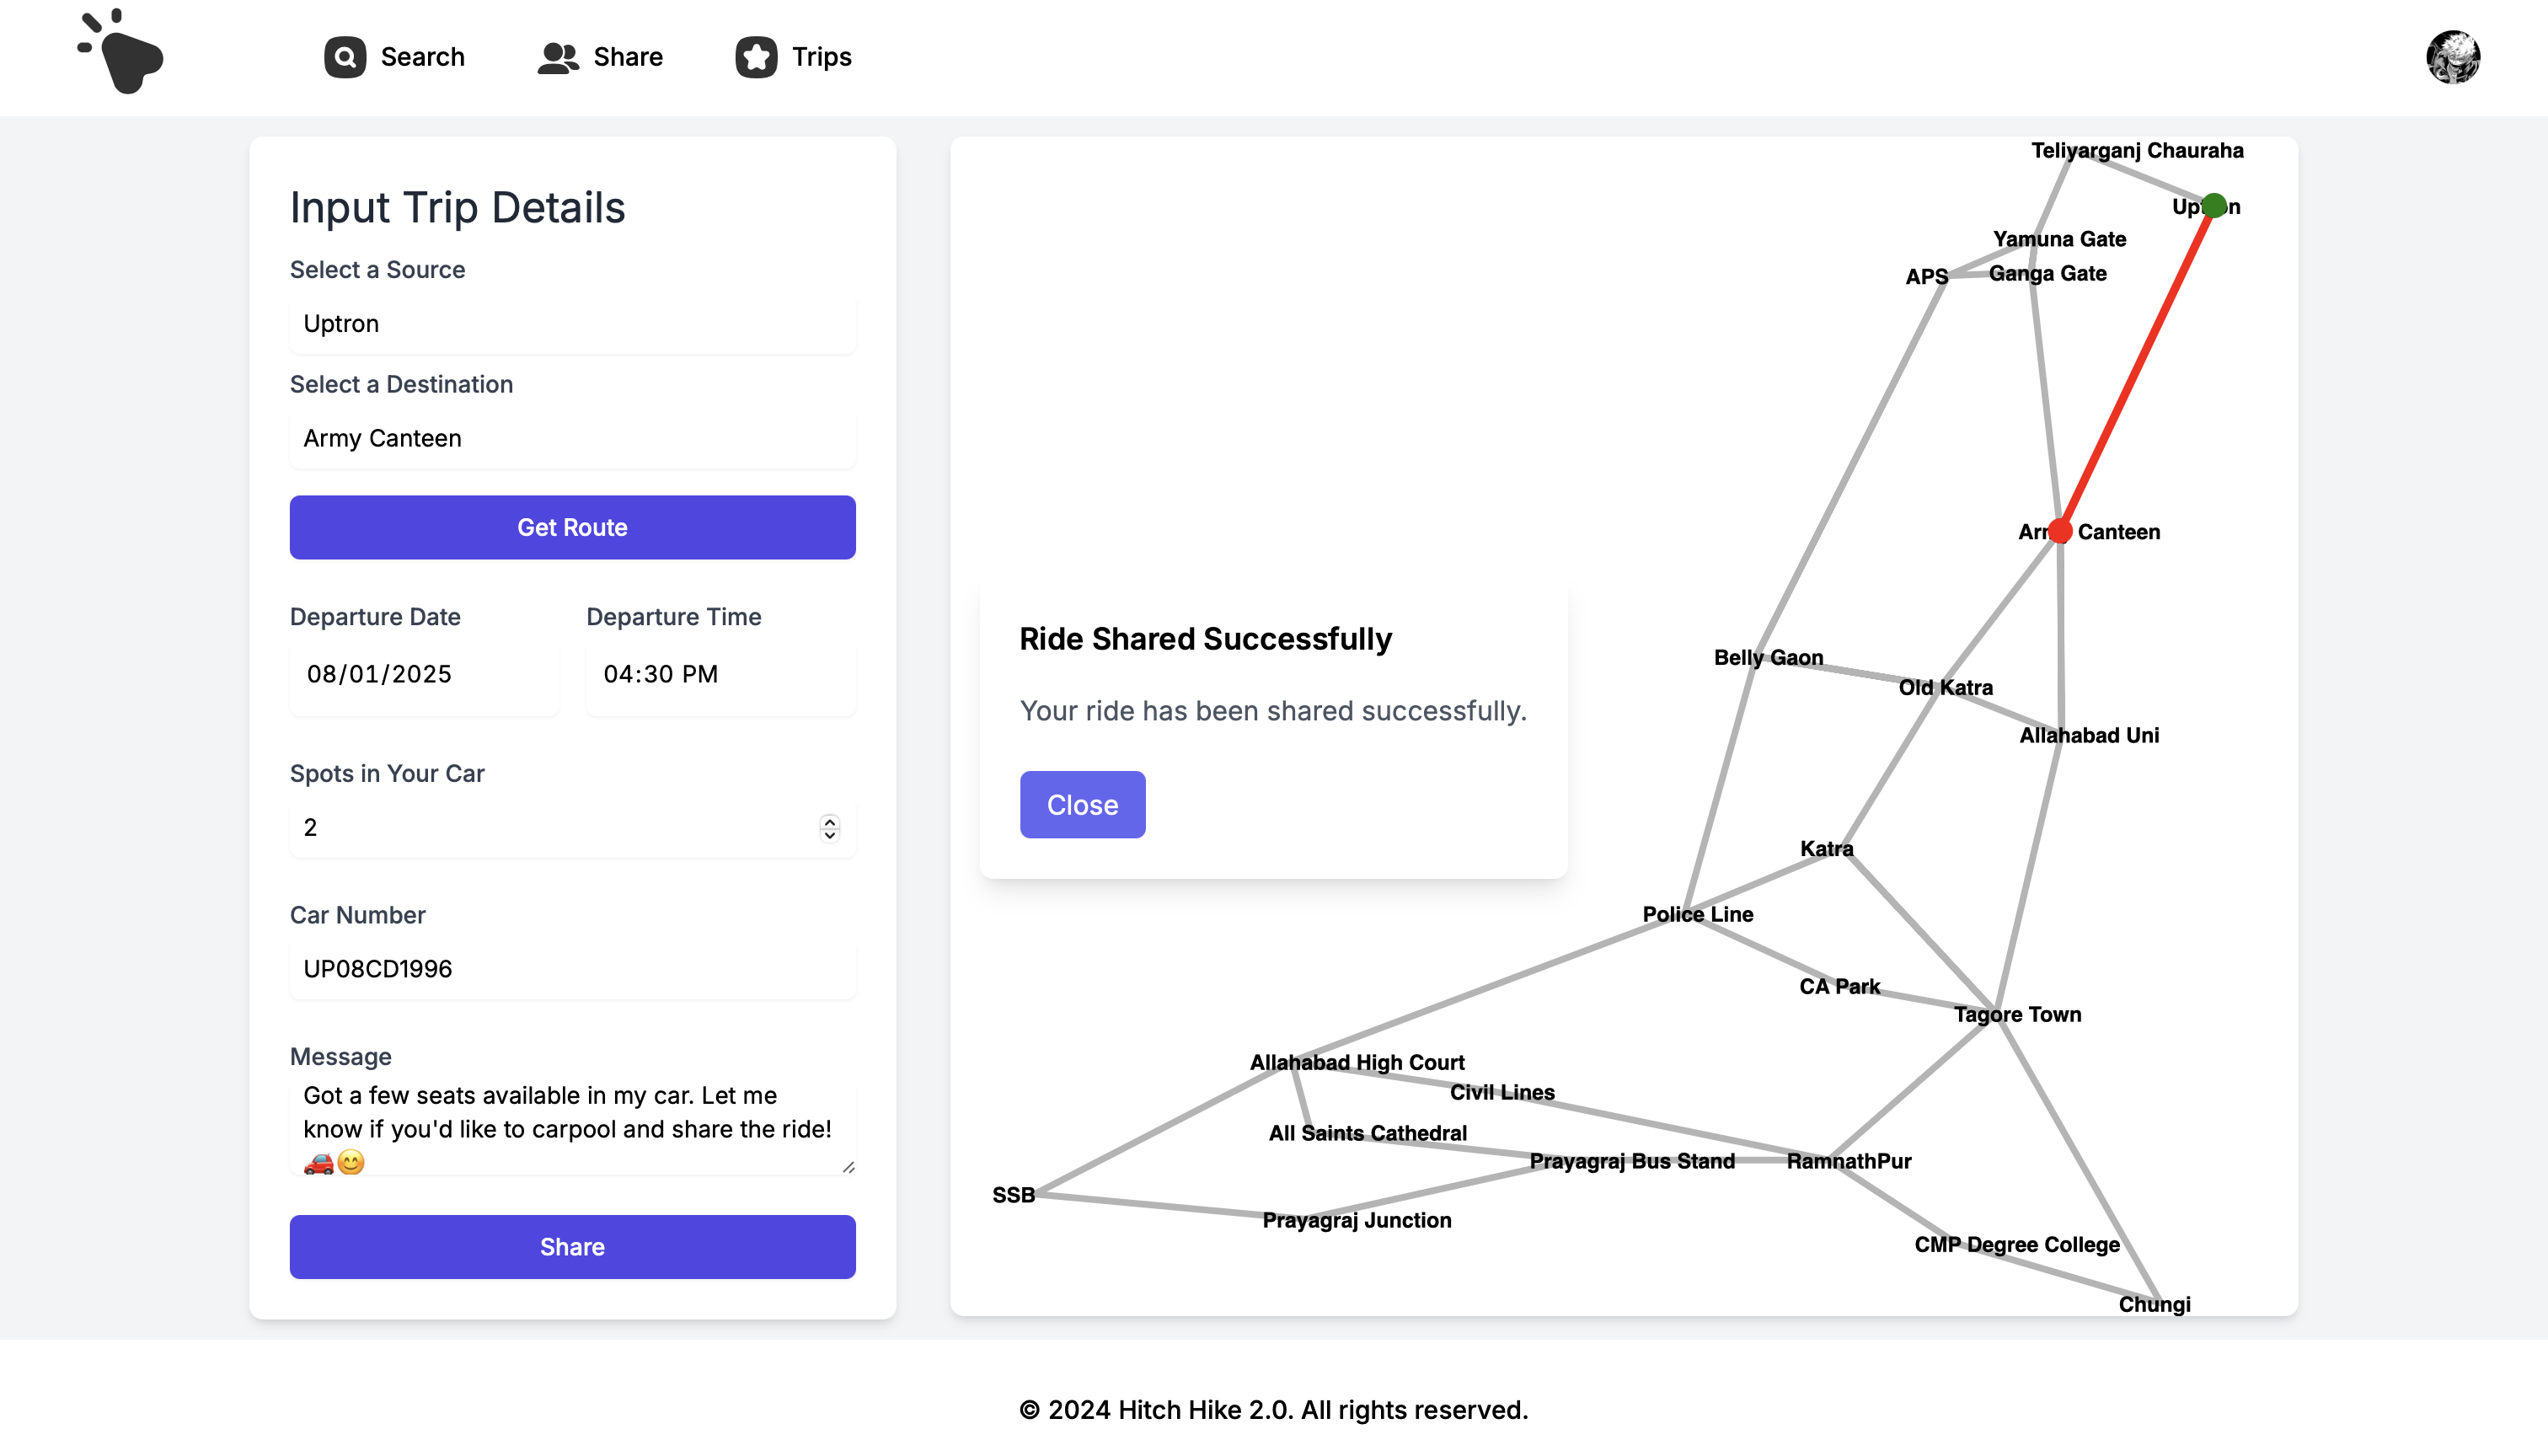 Search
Share
Trips
Input Trip Details
Select a Source
Uptron
Select a Destination
Army Canteen
Get Route
Departure Date
Departure Time
08/01/2025
04:30 PM
Spots in Your Car
2
Car Number
UP08CD1996
Message
Got a few seats available in my car. Let me
know if you'd like to carpool and share the ride!
🚗😊
Share
Teliyarganj Chauraha
Uptron
Yamuna Gate
APS
Ganga Gate
Army Canteen
Ride Shared Successfully
Your ride has been shared successfully.
Close
Belly Gaon
Old Katra
Allahabad Uni
Katra
Police Line
CA Park
Tagore Town
Allahabad High Court
Civil Lines
All Saints Cathedral
Prayagraj Bus Stand
RamnathPur
SSB
Prayagraj Junction
CMP Degree College
Chungi
© 2024 Hitch Hike 2.0. All rights reserved.